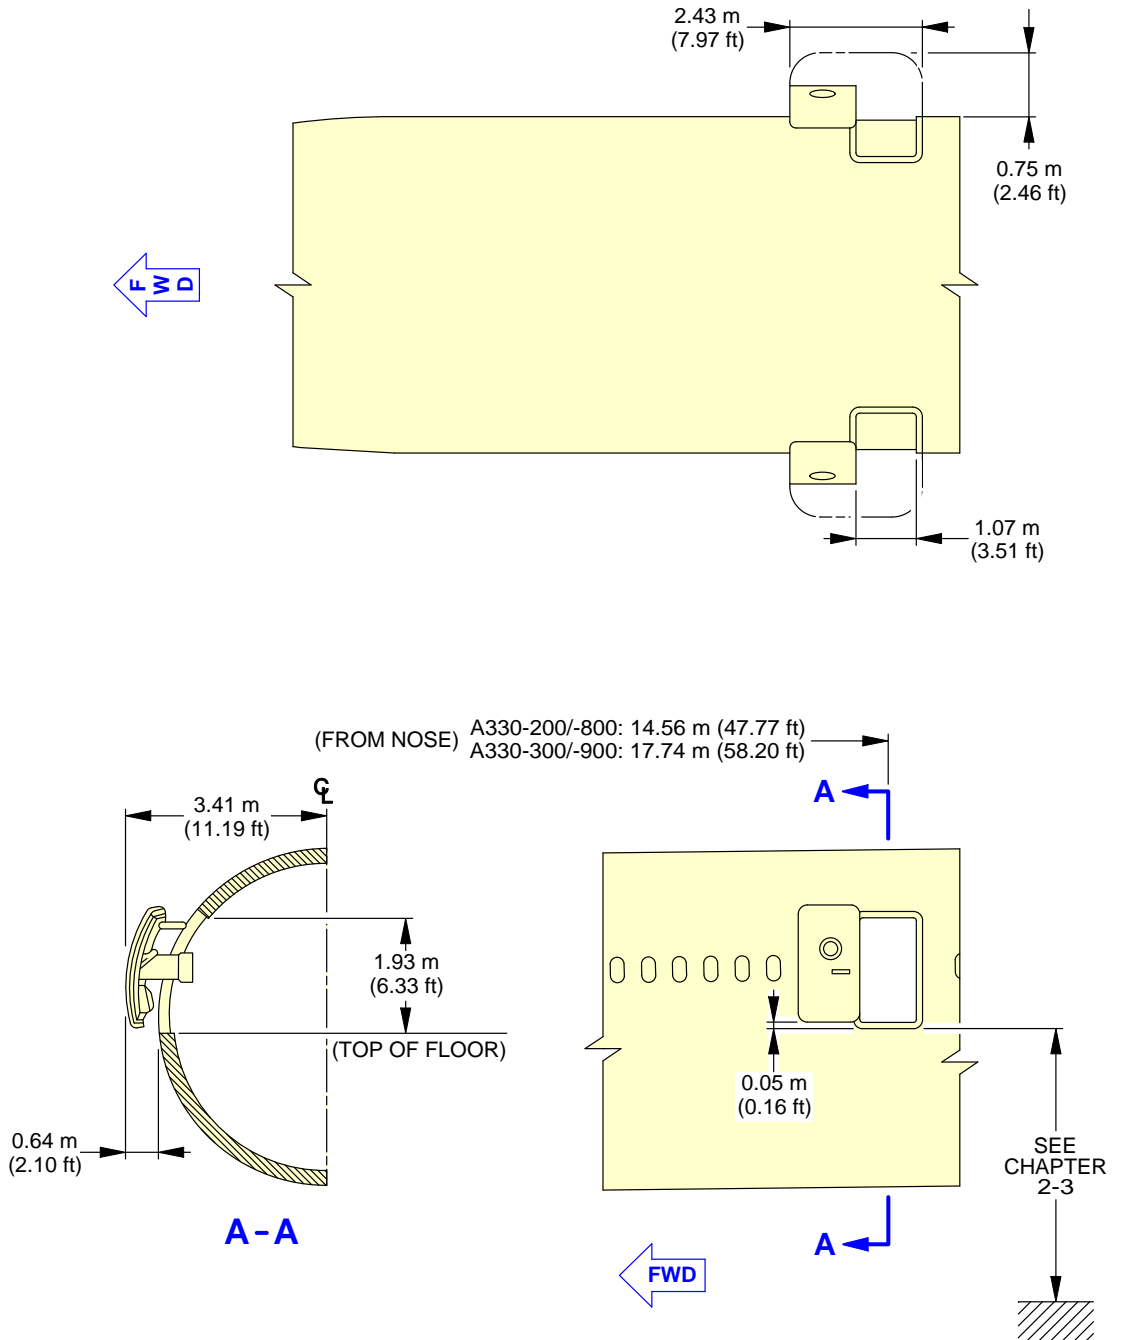 2.43 m
(7.97 ft)
0.75 m
(2.46 ft)
FWD
1.07 m
(3.51 ft)
(FROM NOSE)
A330-200/-800: 14.56 m (47.77 ft)
A330-300/-900: 17.74 m (58.20 ft)
CL
A
3.41 m
(11.19 ft)
1.93 m
(6.33 ft)
(TOP OF FLOOR)
0.05 m
(0.16 ft)
0.64 m
(2.10 ft)
SEE
CHAPTER
2-3
A-A
A
FWD